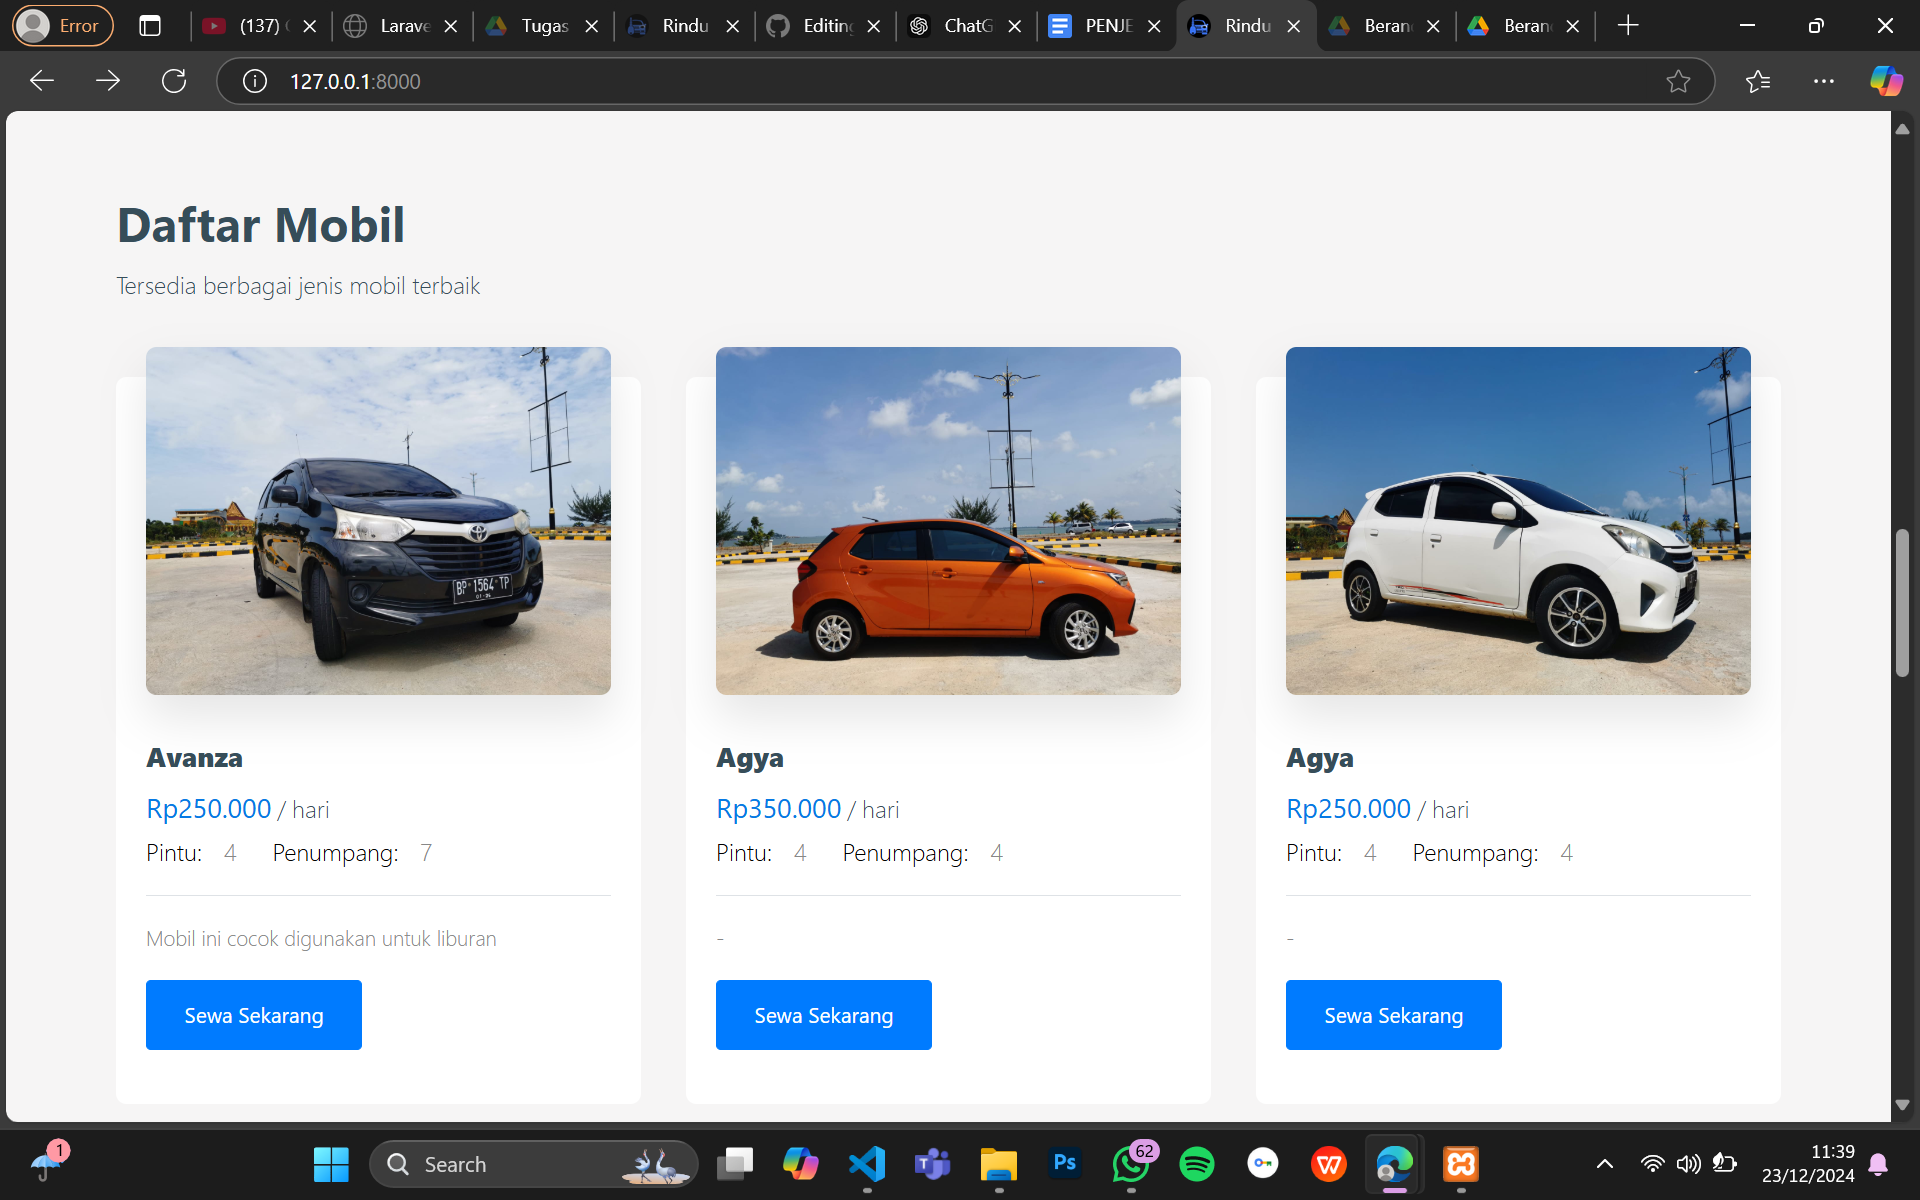 Error
(137)
Larave
Tugas
Rindu
Editing
ChatG
PENJE
Rindu
Beran
Beran
127.0.0.1:8000
Daftar Mobil
Tersedia berbagai jenis mobil terbaik
BP 1564 TP
Avanza
Rp250.000 / hari
Pintu: 4 Penumpang: 7
Mobil ini cocok digunakan untuk liburan
Sewa Sekarang
Agya
Rp350.000 / hari
Pintu: 4 Penumpang: 4
-
Sewa Sekarang
Agya
Rp250.000 / hari
Pintu: 4 Penumpang: 4
-
Sewa Sekarang
1
Search
Ps
62
11:39
23/12/2024